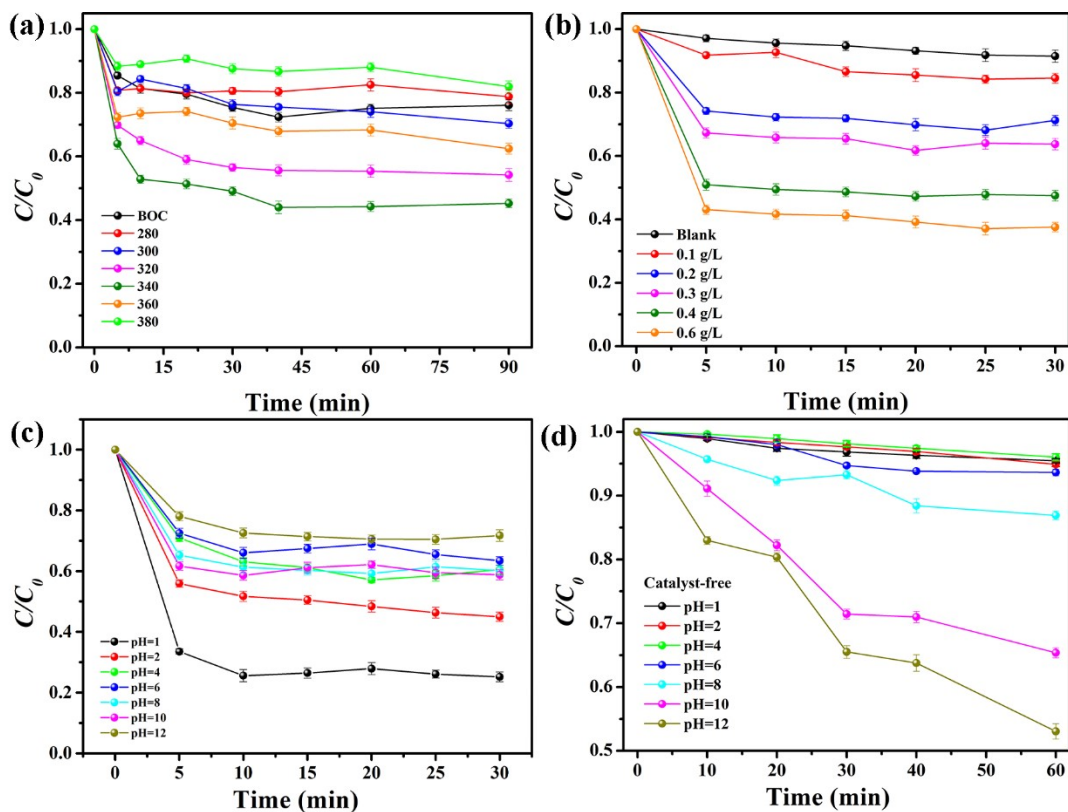 (a)
1.0
0.8
0.6
0.4
0.2
0.0
C/C0
BOC
280
300
320
340
360
380
0 15 30 45 60 75 90
Time (min)
(b)
1.0
0.8
0.6
0.4
0.2
0.0
C/C0
Blank
0.1 g/L
0.2 g/L
0.3 g/L
0.4 g/L
0.6 g/L
0 5 10 15 20 25 30
Time (min)
(c)
1.0
0.8
0.6
0.4
0.2
0.0
C/C0
pH=1
pH=2
pH=4
pH=6
pH=8
pH=10
pH=12
0 5 10 15 20 25 30
Time (min)
(d)
1.0
0.9
0.8
0.7
0.6
0.5
C/C0
Catalyst-free
pH=1
pH=2
pH=4
pH=6
pH=8
pH=10
pH=12
0 10 20 30 40 50 60
Time (min)